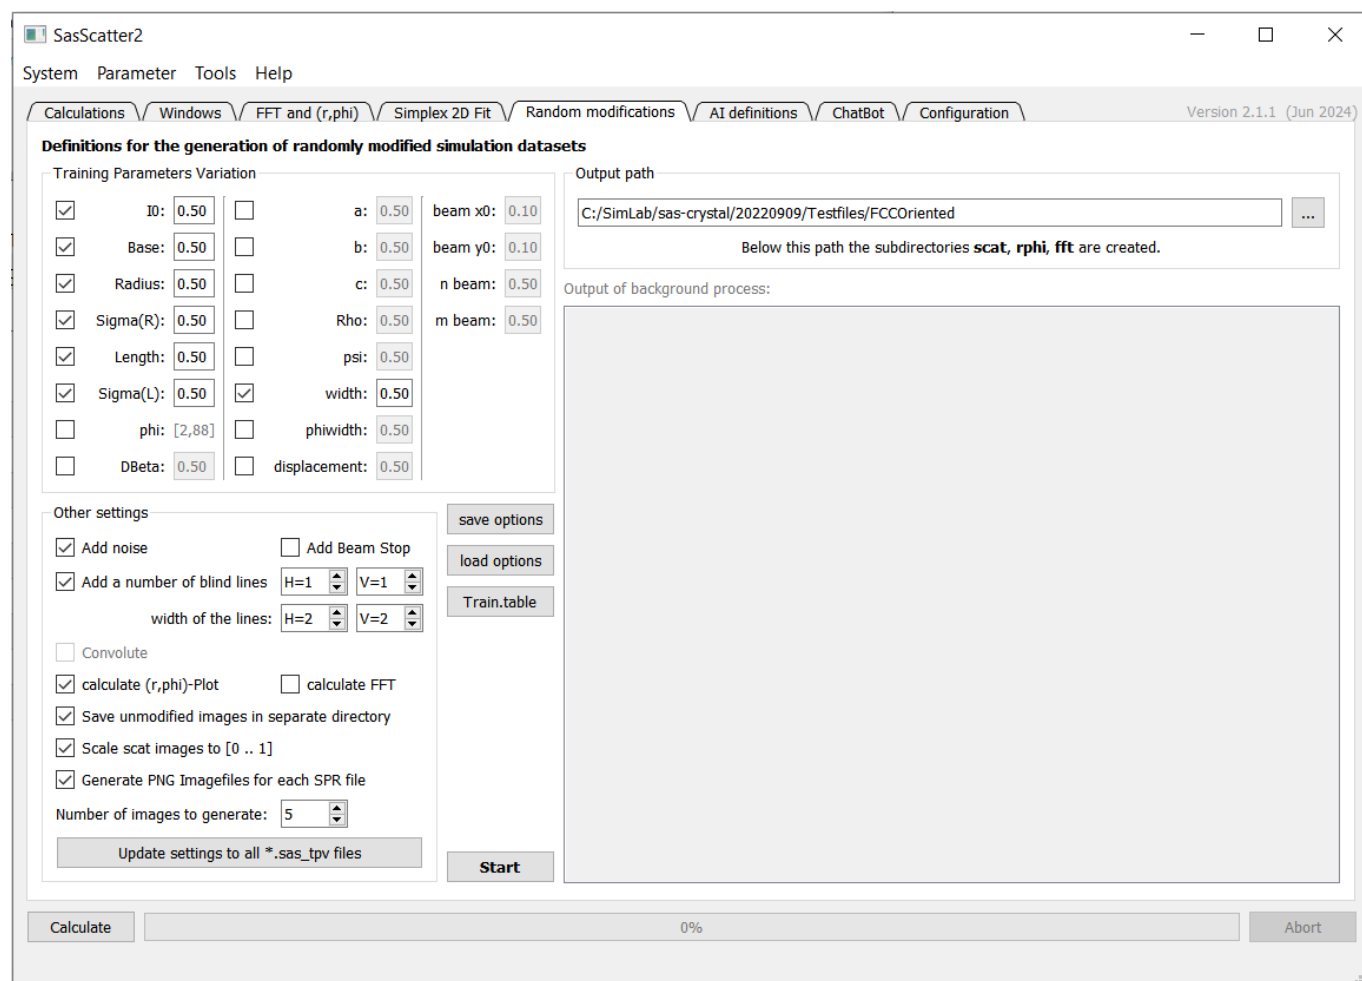 SasScatter2
System Parameter Tools Help
Calculations Windows FFT and (r,phi) Simplex 2D Fit Random modifications AI definitions ChatBot Configuration Version 2.1.1 (Jun 2024)
Definitions for the generation of randomly modified simulation datasets
Training Parameters Variation
I0: 0.50 a: 0.50 beam x0: 0.10
Base: 0.50 b: 0.50 beam y0: 0.10
Radius: 0.50 c: 0.50 n beam: 0.50
Sigma(R): 0.50 Rho: 0.50 m beam: 0.50
Length: 0.50 psi: 0.50
Sigma(L): 0.50 width: 0.50
phi: [2,88] phiwidth: 0.50
DBeta: 0.50 displacement: 0.50
Output path
C:/SimLab/sas-crystal/20220909/Testfiles/FCCOriented ...
Below this path the subdirectories scat, rphi, fft are created.
Output of background process:
Other settings
Add noise Add Beam Stop
Add a number of blind lines H=1 V=1
width of the lines: H=2 V=2
Convolute
calculate (r,phi)-Plot calculate FFT
Save unmodified images in separate directory
Scale scat images to [0 .. 1]
Generate PNG Imagefiles for each SPR file
Number of images to generate: 5
Update settings to all *.sas_tpv files
save options
load options
Train.table
Start
Calculate 0% Abort